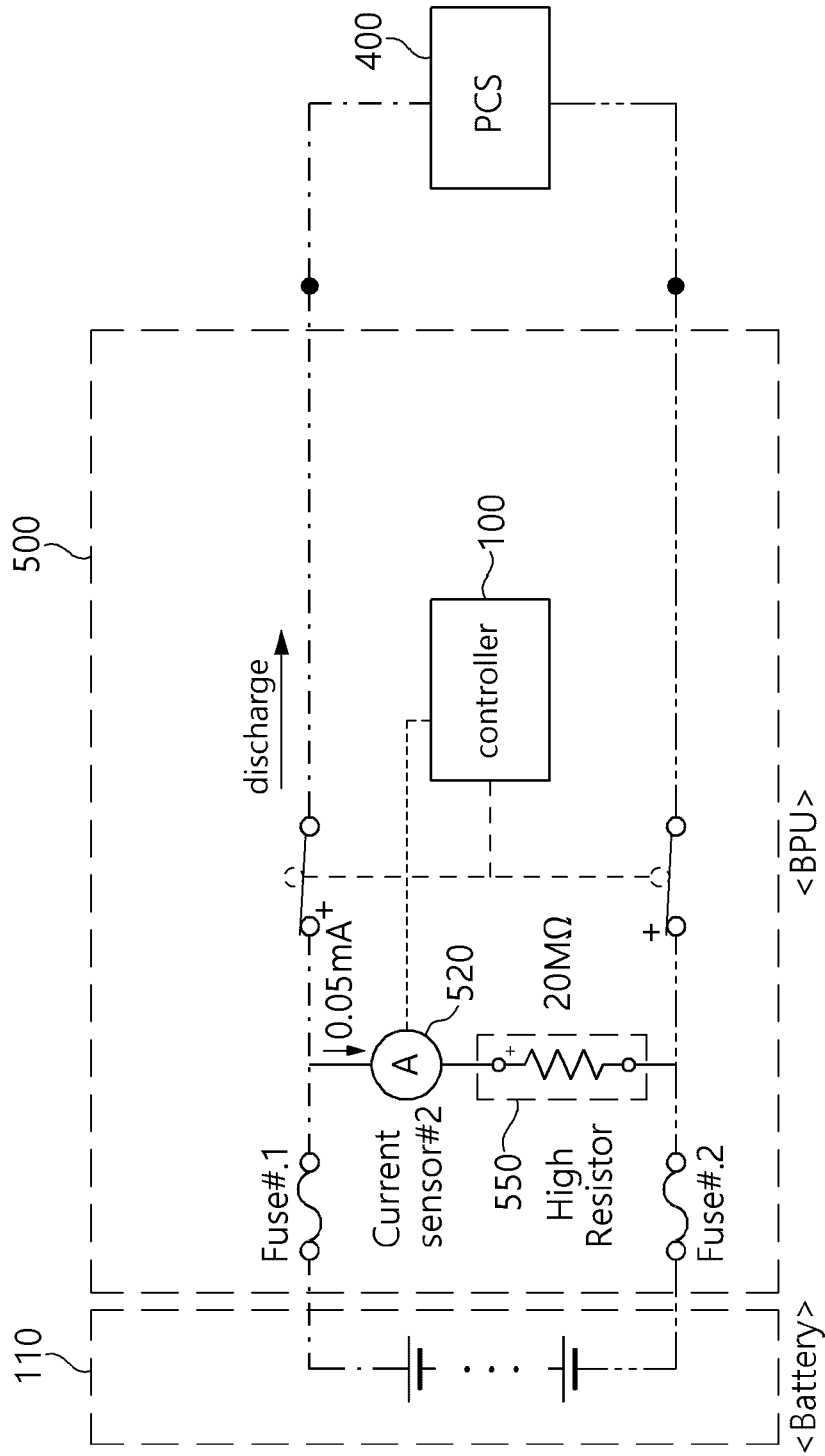 110
500
400
Fuse#.1
0.05mA
+
discharge
A
520
Current
sensor#2
controller
100
PCS
+
550
High
Resistor
20MΩ
+
Fuse#.2
<Battery>
<BPU>